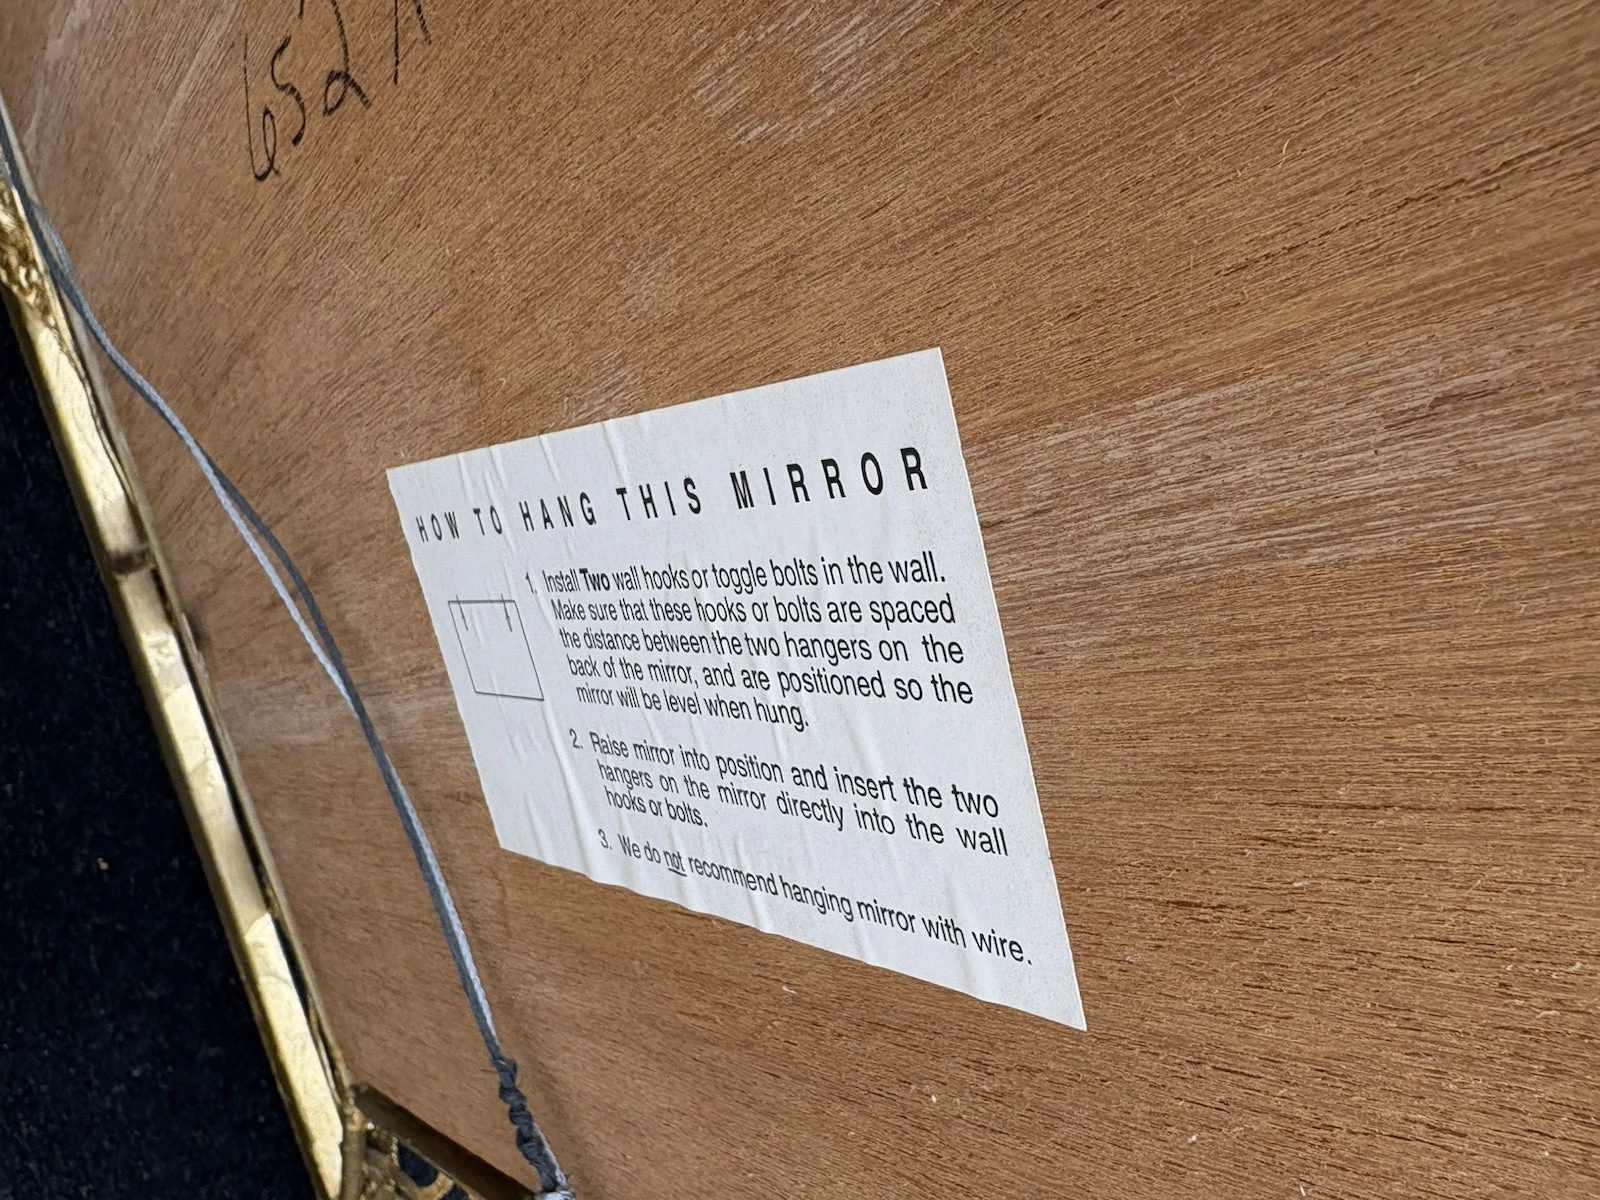 652
HOW TO HANG THIS MIRROR
1. Install Two wall hooks or toggle bolts in the wall.
Make sure that these hooks or bolts are spaced
the distance between the two hangers on the
back of the mirror, and are positioned so the
mirror will be level when hung.
2. Raise mirror into position and insert the two
hangers on the mirror directly into the wall
hooks or bolts.
3. We do not recommend hanging mirror with wire.